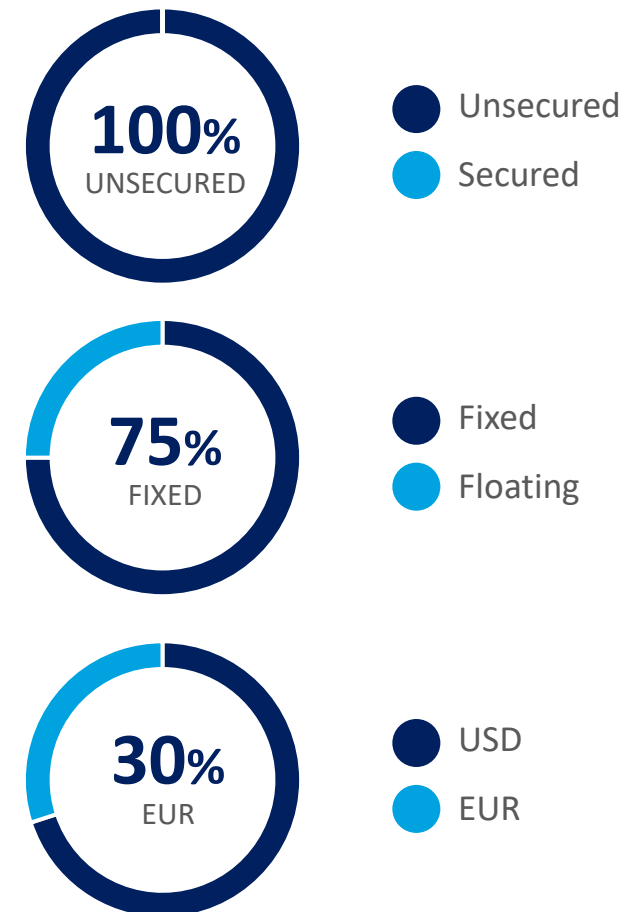 100%
UNSECURED
Unsecured
Secured
75%
FIXED
Fixed
Floating
30%
EUR
USD
EUR